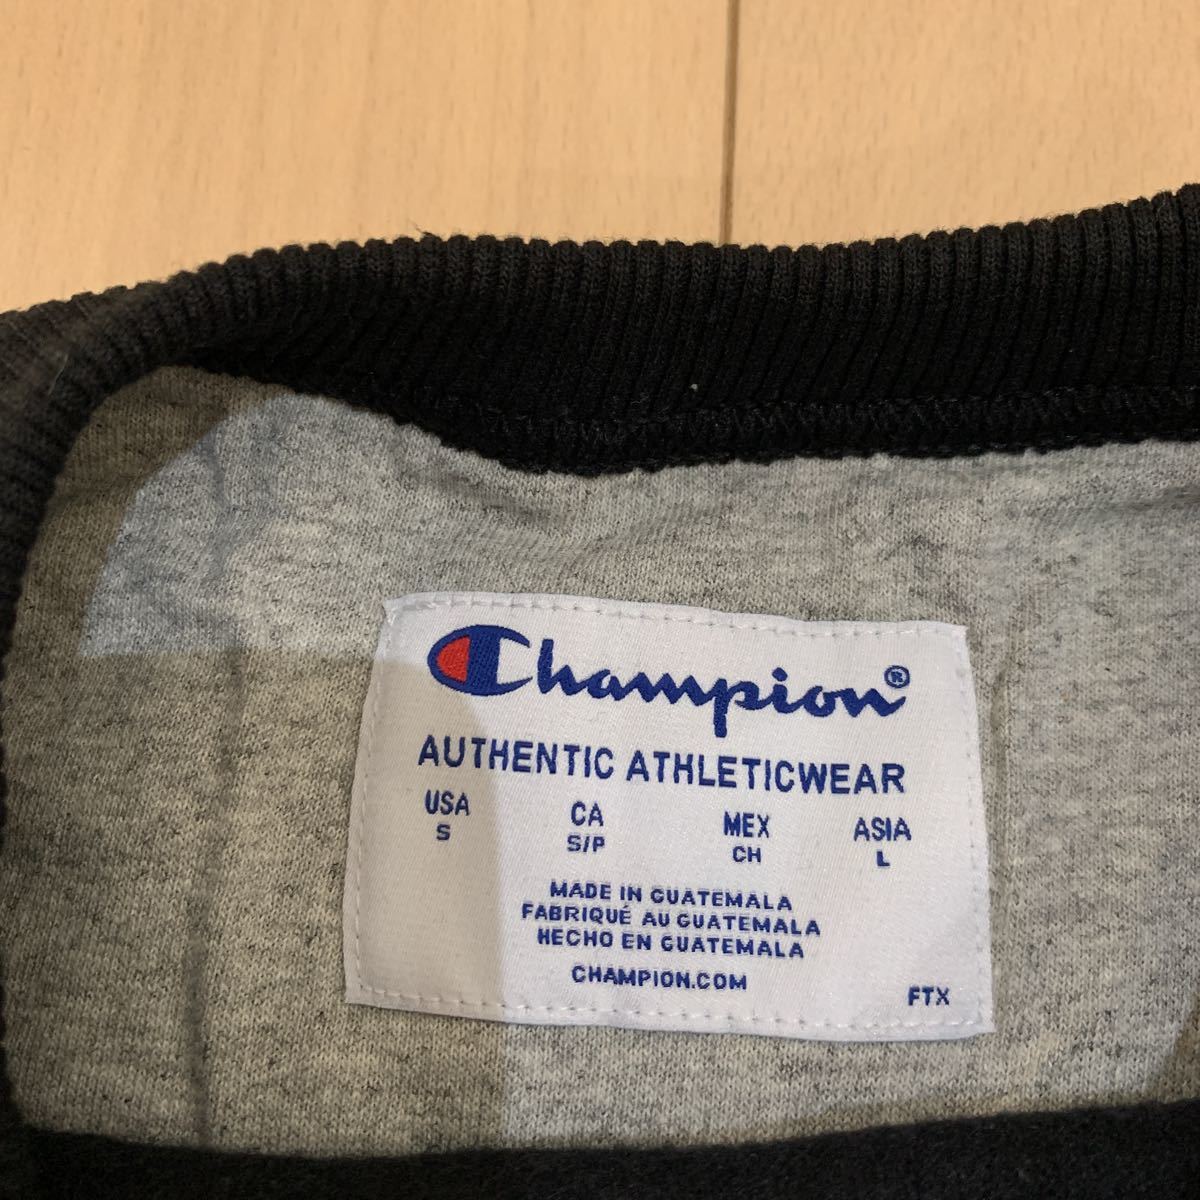 Champion®
AUTHENTIC ATHLETICWEAR
USA CA MEX ASIA
S S/P CH L
MADE IN GUATEMALA
FABRIQUÉ AU GUATEMALA
HECHO EN GUATEMALA
CHAMPION.COM
FTX